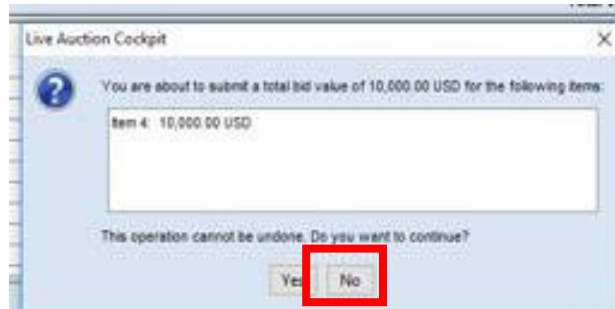 Live Auction Cockpit
You are about to submit a total bid value of 10,000.00 USD for the following items:
Item 4: 10,000.00 USD
This operation cannot be undone. Do you want to continue?
Yes No